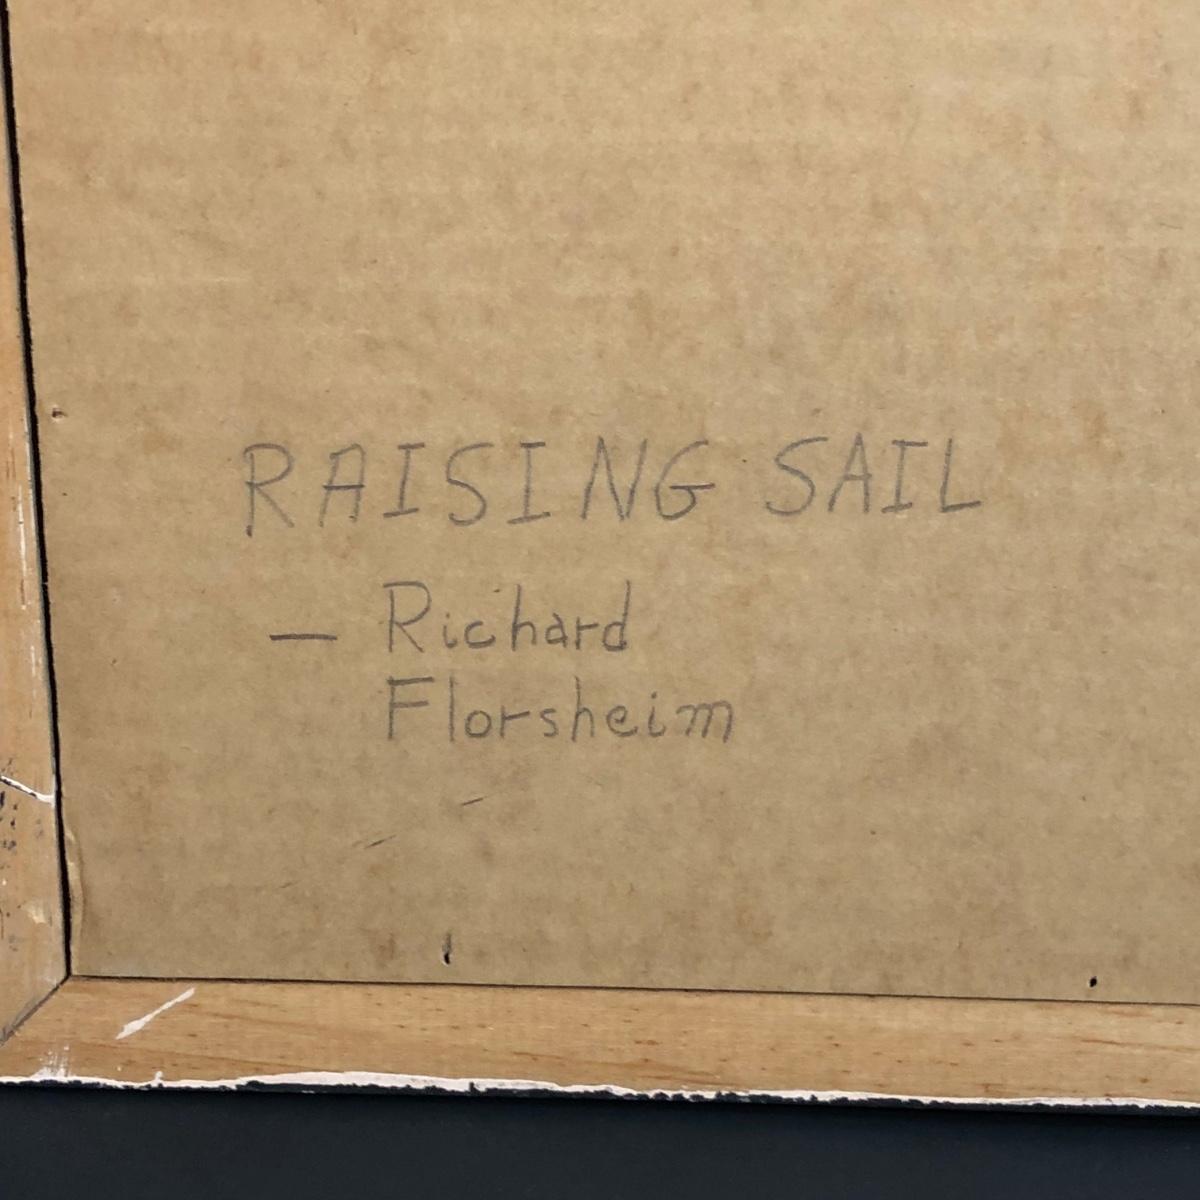 RAISING SAIL
— Richard
Florsheim